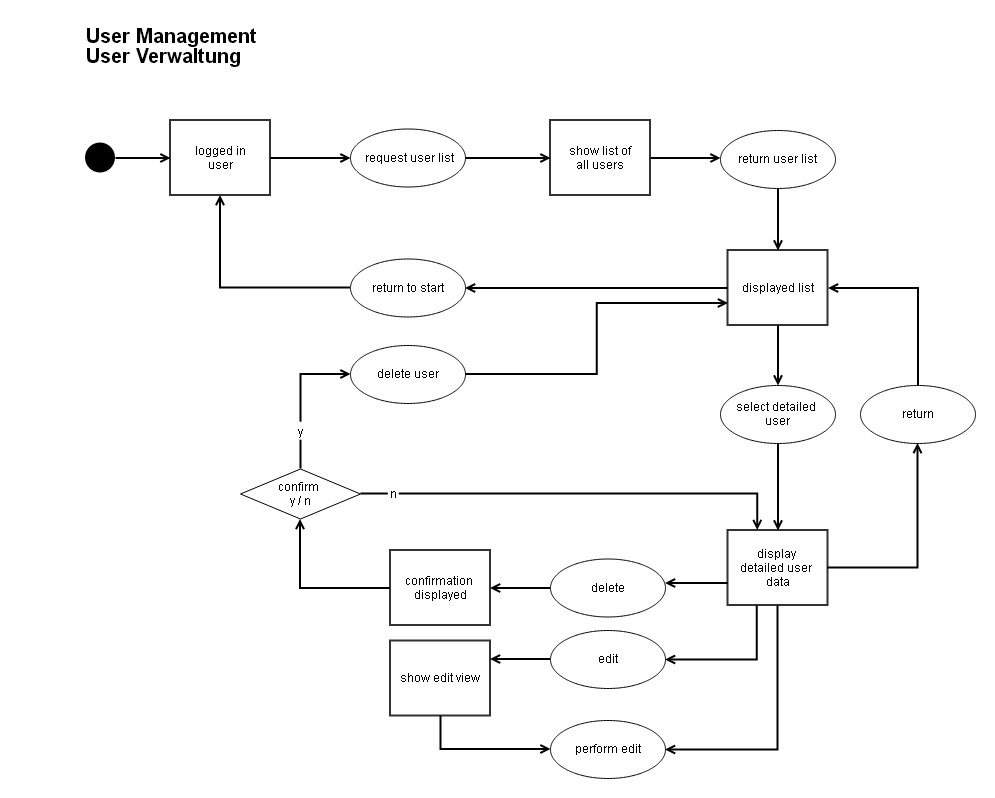 User Management
User Verwaltung
logged in
user
request user list
show list of
all users
return user list
return to start
displayed list
delete user
select detailed
user
return
y
confirm
y / n
n
display
detailed user
data
confirmation
displayed
delete
show edit view
edit
perform edit